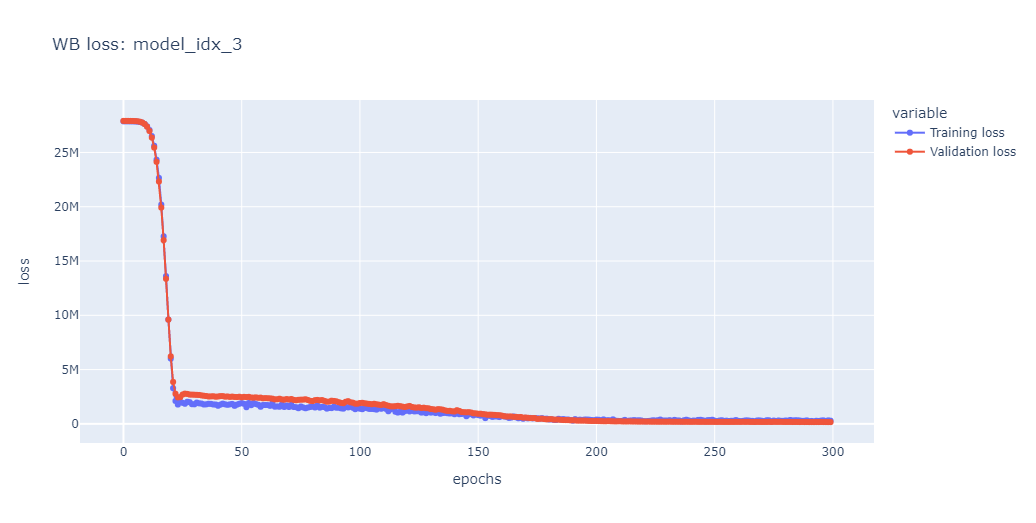 WB loss: model_idx_3
variable
Training loss
Validation loss
25M
20M
15M
10M
5M
0
loss
0 50 100 150 200 250 300
epochs